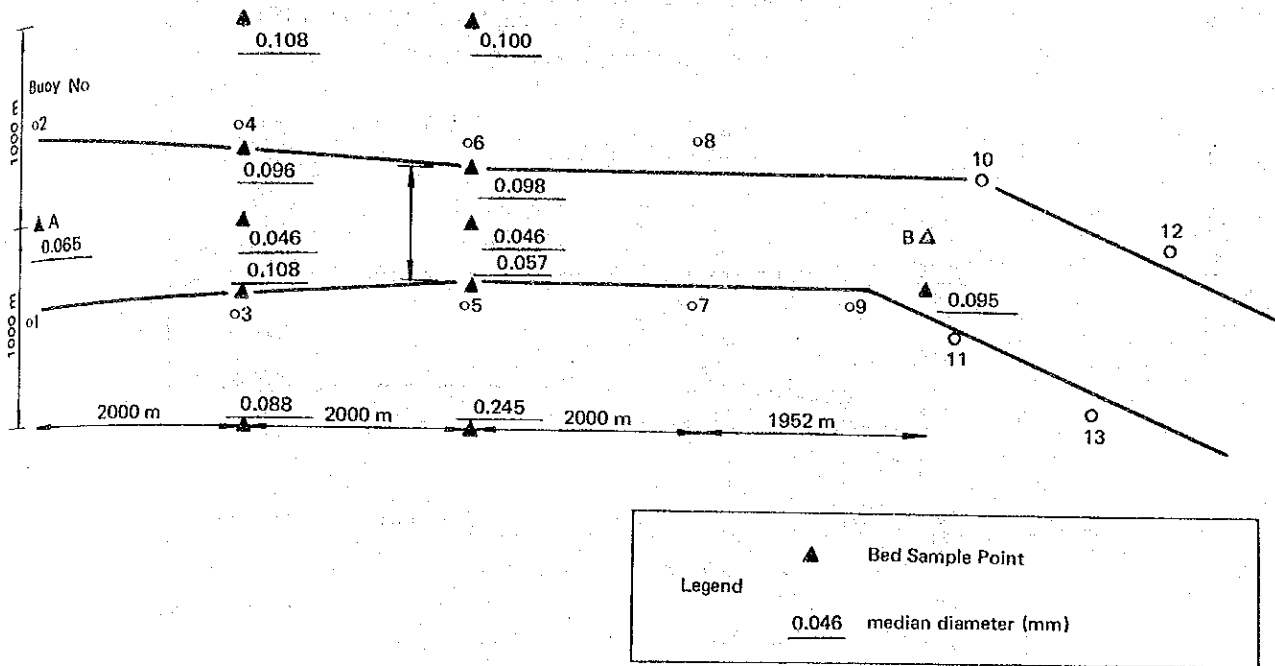 0.108
0.100
Buoy No
1000 m
o2
o4
o6
o8
10
0.096
0.098
A
0.065
0.046
0.046
B
12
0.108
0.057
0.095
1000 m
o1
o3
o5
o7
o9
11
0.088
0.245
2000 m
2000 m
2000 m
1952 m
13
Legend
Bed Sample Point
0.046 median diameter (mm)